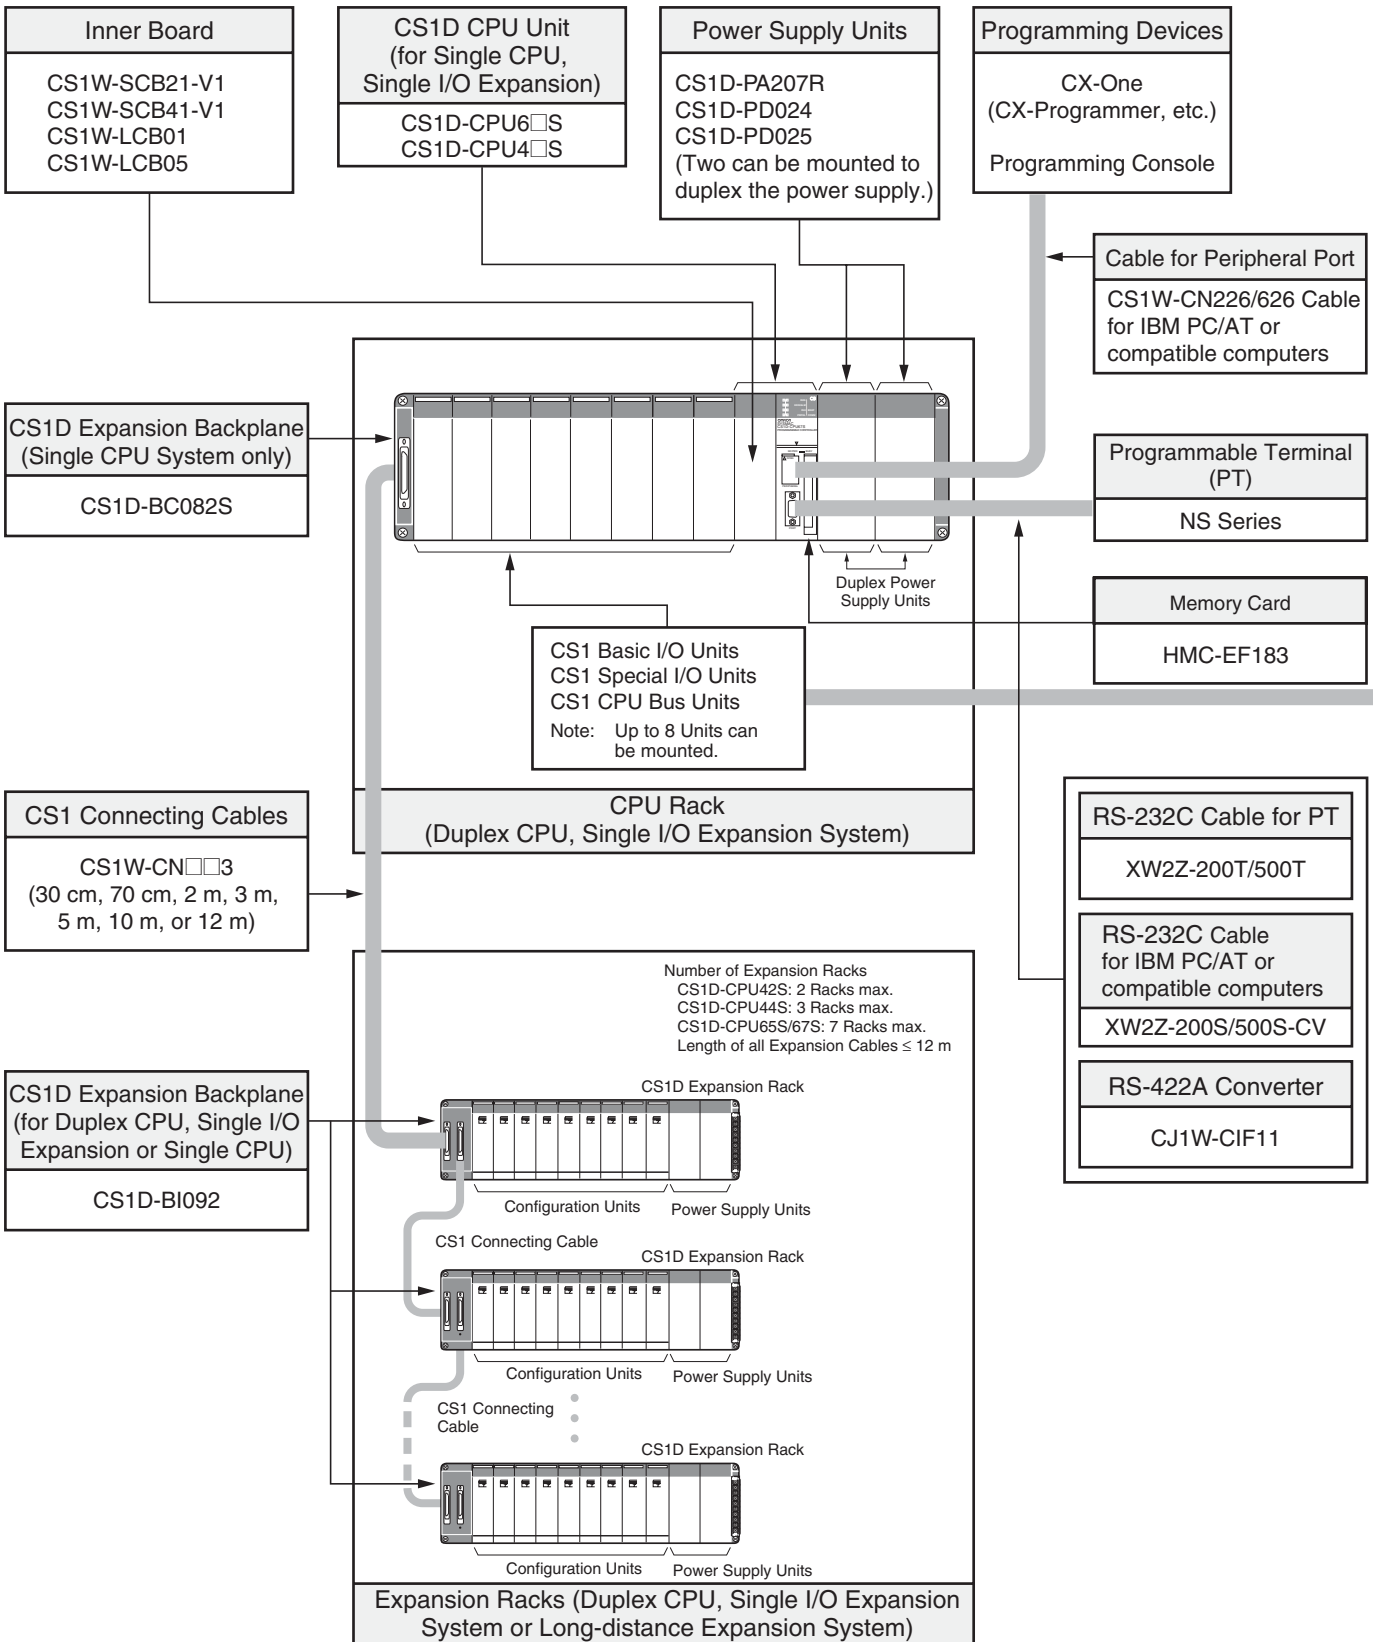 Inner Board
CS1W-SCB21-V1
CS1W-SCB41-V1
CS1W-LCB01
CS1W-LCB05
CS1D CPU Unit
(for Single CPU,
Single I/O Expansion)
CS1D-CPU6□S
CS1D-CPU4□S
Power Supply Units
CS1D-PA207R
CS1D-PD024
CS1D-PD025
(Two can be mounted to
duplex the power supply.)
Programming Devices
CX-One
(CX-Programmer, etc.)
Programming Console
Cable for Peripheral Port
CS1W-CN226/626 Cable
for IBM PC/AT or
compatible computers
CS1D Expansion Backplane
(Single CPU System only)
CS1D-BC082S
Programmable Terminal
(PT)
NS Series
Duplex Power
Supply Units
Memory Card
HMC-EF183
CS1 Basic I/O Units
CS1 Special I/O Units
CS1 CPU Bus Units
Note: Up to 8 Units can
be mounted.
CPU Rack
(Duplex CPU, Single I/O Expansion System)
CS1 Connecting Cables
CS1W-CN□□3
(30 cm, 70 cm, 2 m, 3 m,
5 m, 10 m, or 12 m)
RS-232C Cable for PT
XW2Z-200T/500T
RS-232C Cable
for IBM PC/AT or
compatible computers
XW2Z-200S/500S-CV
RS-422A Converter
CJ1W-CIF11
Number of Expansion Racks
CS1D-CPU42S: 2 Racks max.
CS1D-CPU44S: 3 Racks max.
CS1D-CPU65S/67S: 7 Racks max.
Length of all Expansion Cables ≤ 12 m
CS1D Expansion Backplane
(for Duplex CPU, Single I/O
Expansion or Single CPU)
CS1D-BI092
CS1D Expansion Rack
Configuration Units
Power Supply Units
CS1 Connecting Cable
CS1D Expansion Rack
Configuration Units
Power Supply Units
CS1 Connecting
Cable
CS1D Expansion Rack
Configuration Units
Power Supply Units
Expansion Racks (Duplex CPU, Single I/O Expansion
System or Long-distance Expansion System)